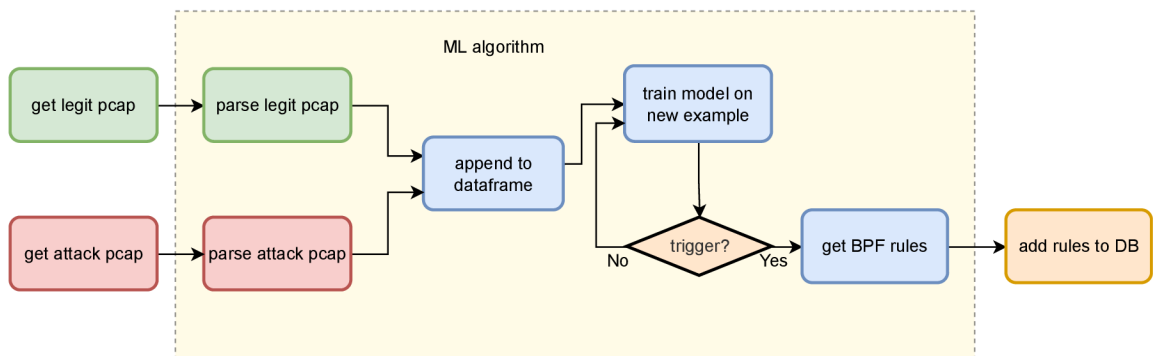 ML algorithm
get legit pcap
parse legit pcap
train model on
new example
append to
dataframe
get attack pcap
parse attack pcap
trigger?
No
Yes
get BPF rules
add rules to DB